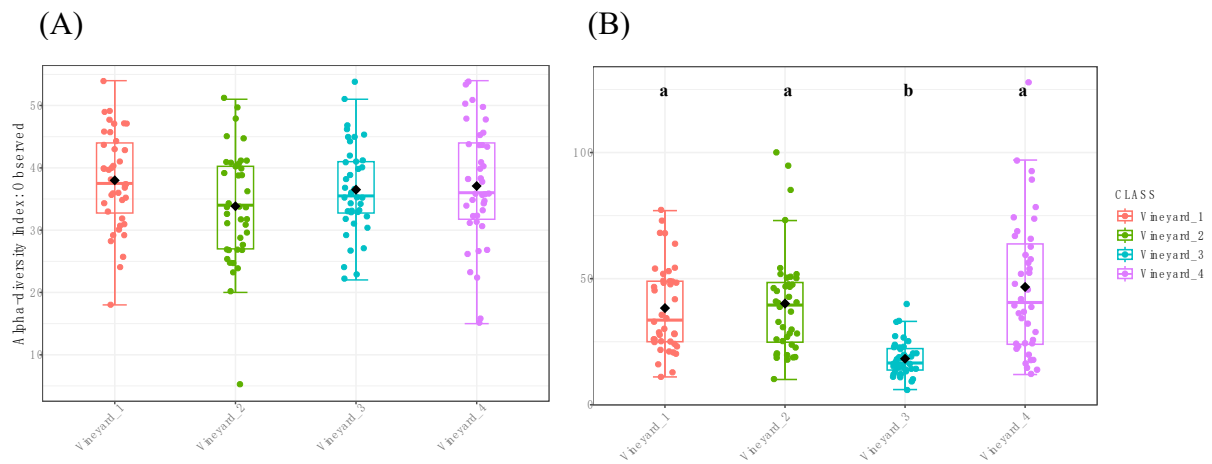 (A)
(B)
Alpha-diversity Index: Observed
50
40
30
20
10
Vineyard_1
Vineyard_2
Vineyard_3
Vineyard_4
a
a
b
a
100
50
0
Vineyard_1
Vineyard_2
Vineyard_3
Vineyard_4
CLASS
Vineyard_1
Vineyard_2
Vineyard_3
Vineyard_4